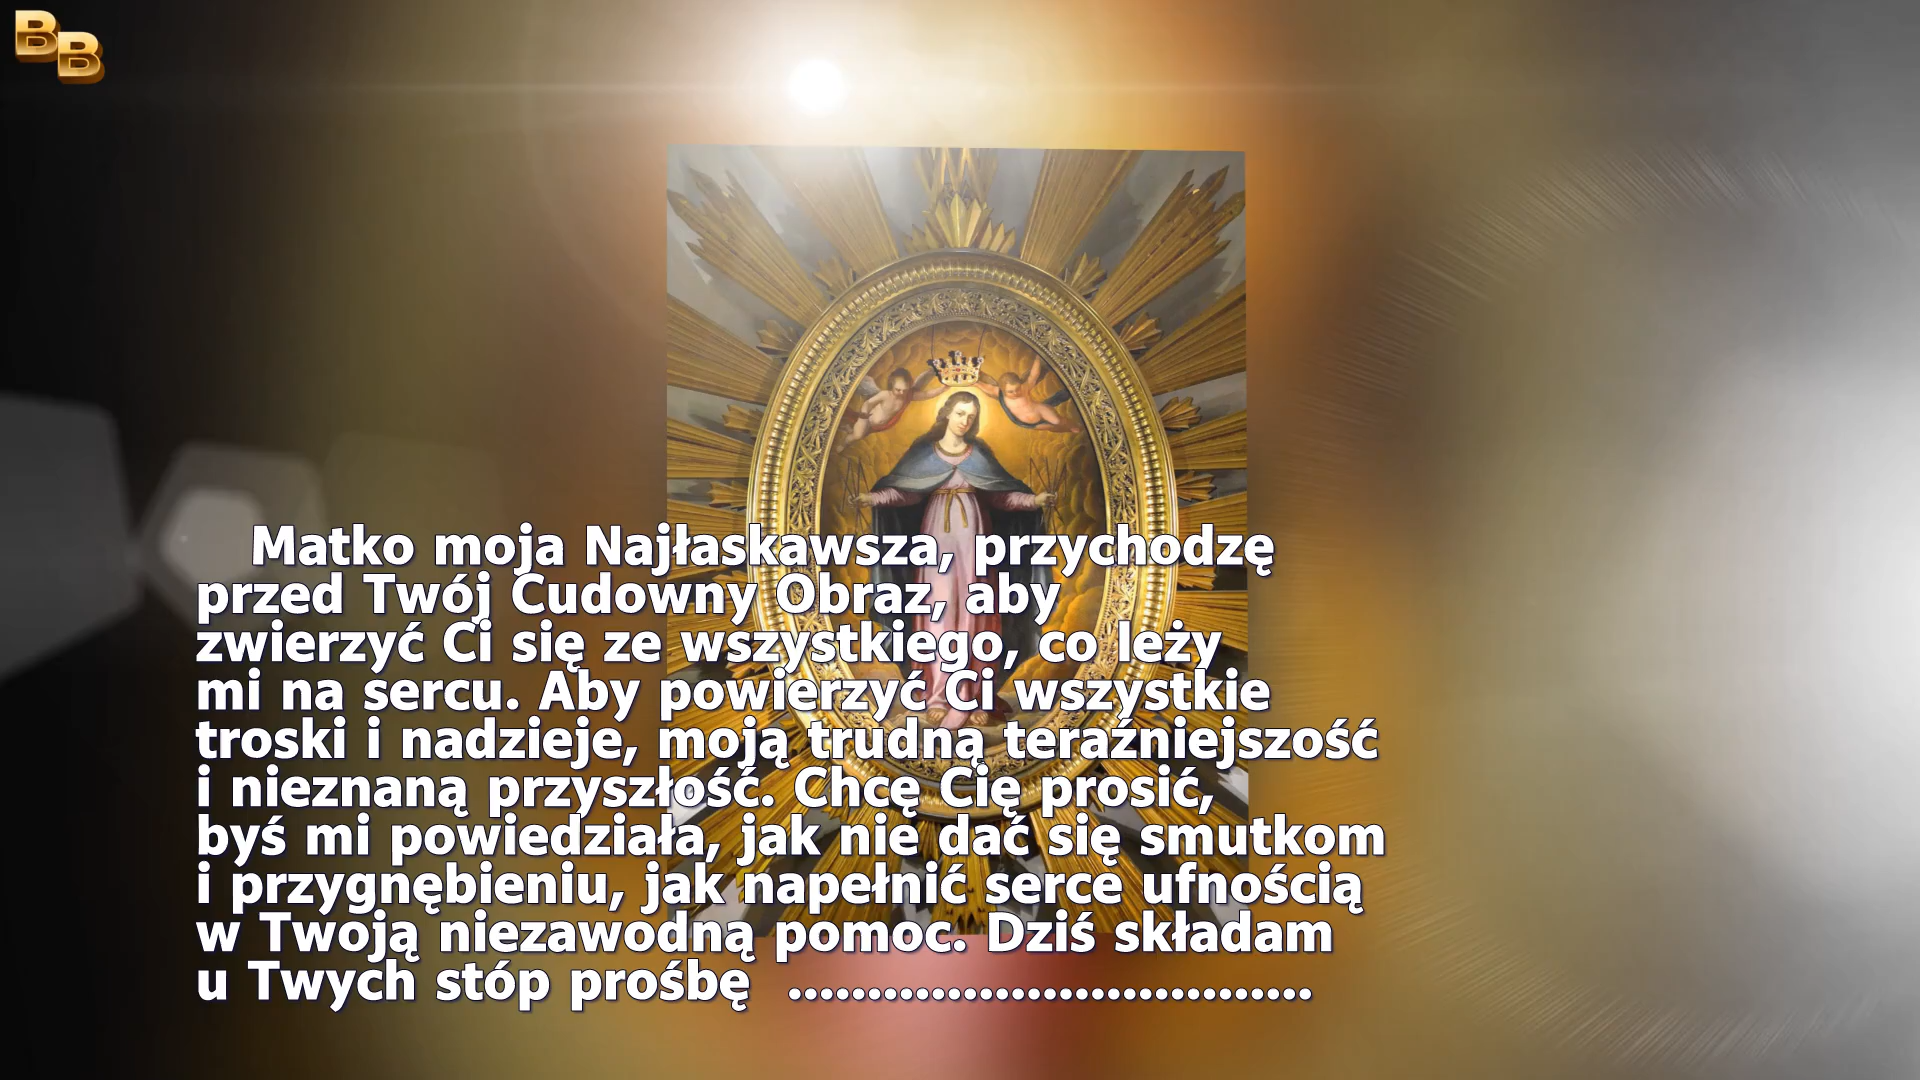 BB
Matko moja Najłaskawsza, przychodzę
przed Twój Cudowny Obraz, aby
zwierzyć Ci się ze wszystkiego, co leży
mi na sercu. Aby powierzyć Ci wszystkie
troski i nadzieje, moją trudną teraźniejszość
i nieznaną przyszłość. Chcę Cię prosić,
byś mi powiedziała, jak nie dać się smutkom
i przygnębieniu, jak napełnić serce ufnością
w Twoją niezawodną pomoc. Dziś składam
u Twych stóp prośbę .................................